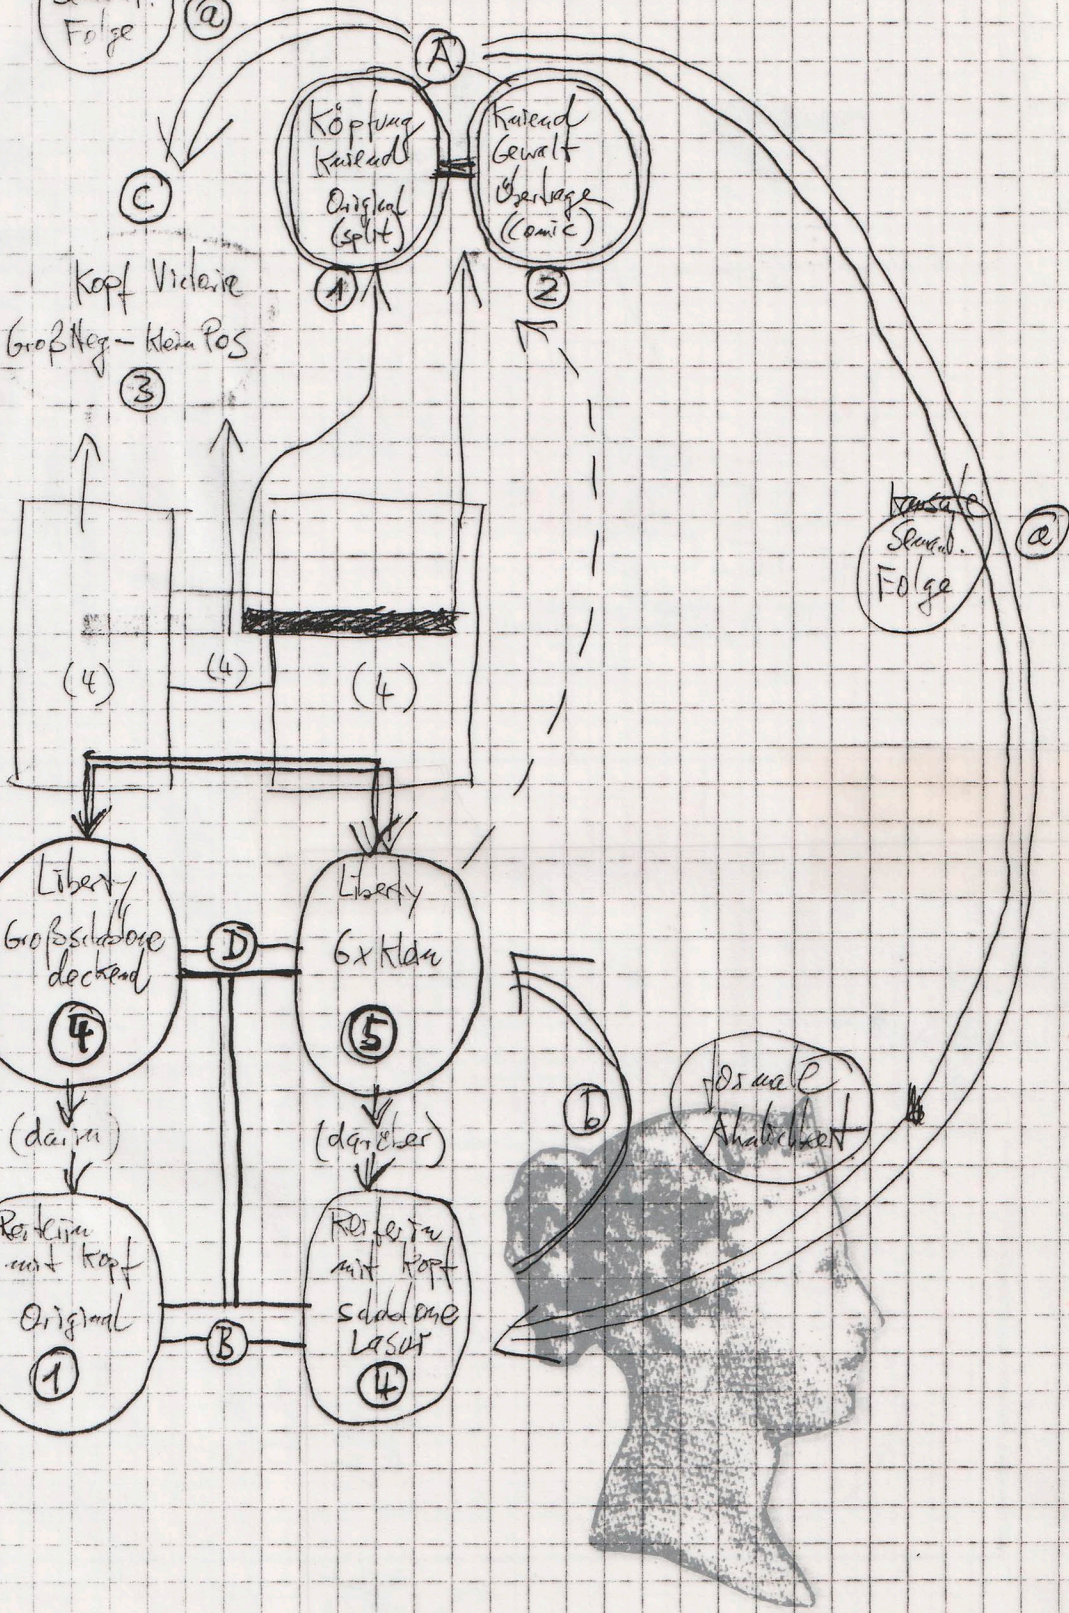 Folge
a
A
Köpfung
kniend
Original
(split)
1
Kniend
Gewalt
Überlage
(comic)
2
C
Kopf Victoria
GroßNeg – klein Pos
3
Semant.
Folge
a
(4)
(4)
(4)
Liberty
Großschablone
deckend
4
D
Liberty
6x klein
5
(darin)
(darüber)
b
formale
Ähnlichkeit
Reiterin
mit Kopf
Original
1
B
Reiterin
mit Kopf
schablone
Lasur
4